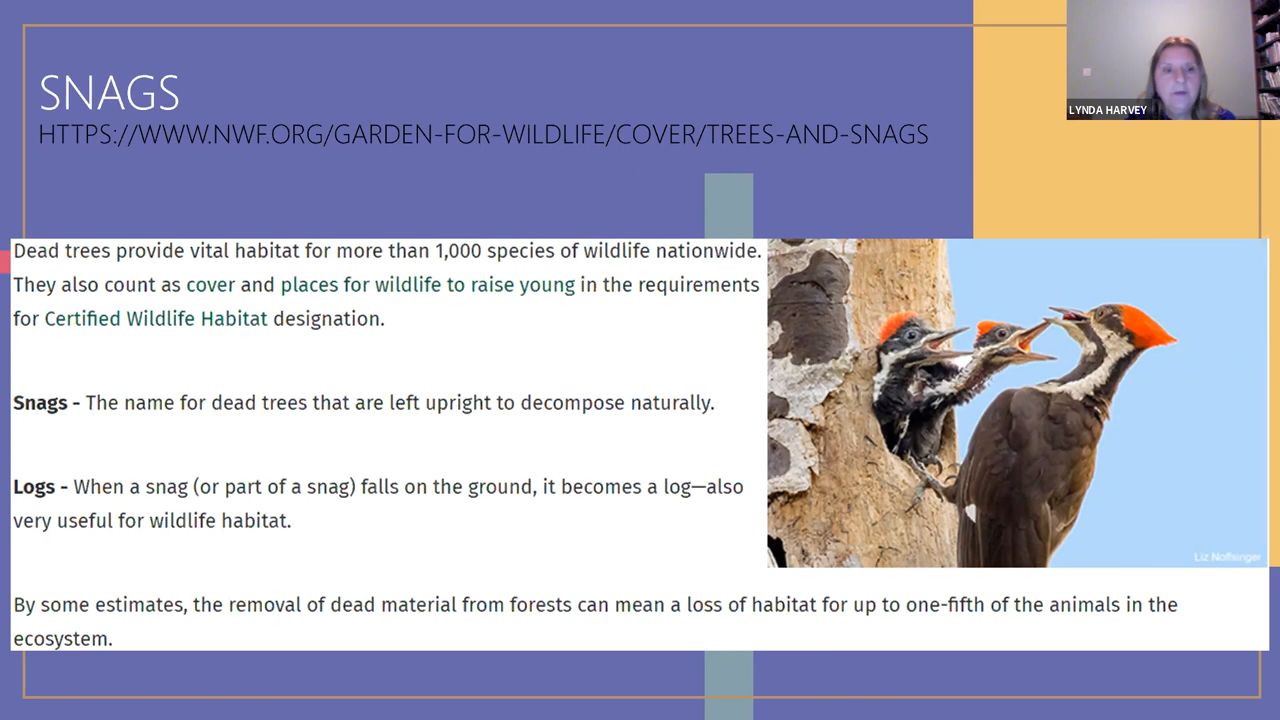 SNAGS
HTTPS://WWW.NWF.ORG/GARDEN-FOR-WILDLIFE/COVER/TREES-AND-SNAGS
LYNDA HARVEY
Dead trees provide vital habitat for more than 1,000 species of wildlife nationwide.
They also count as cover and places for wildlife to raise young in the requirements
for Certified Wildlife Habitat designation.
Snags - The name for dead trees that are left upright to decompose naturally.
Logs - When a snag (or part of a snag) falls on the ground, it becomes a log—also
very useful for wildlife habitat.
Liz Noffsinger
By some estimates, the removal of dead material from forests can mean a loss of habitat for up to one-fifth of the animals in the
ecosystem.